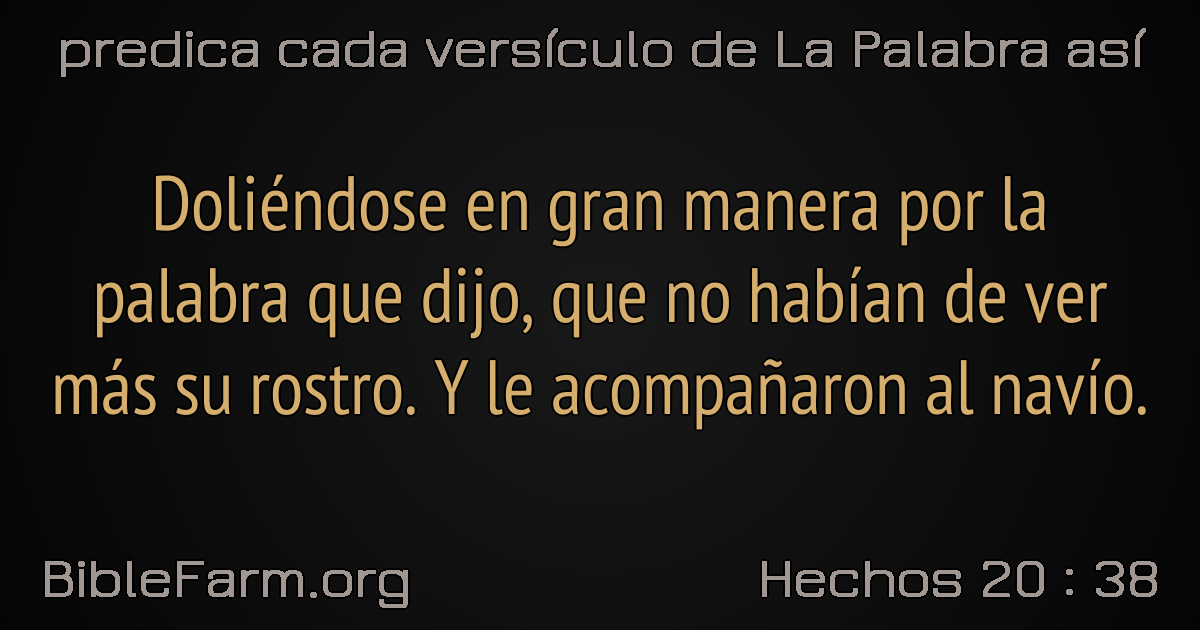 predica cada versículo de La Palabra así
Doliéndose en gran manera por la
palabra que dijo, que no habían de ver
más su rostro. Y le acompañaron al navío.
BibleFarm.org
Hechos 20 : 38